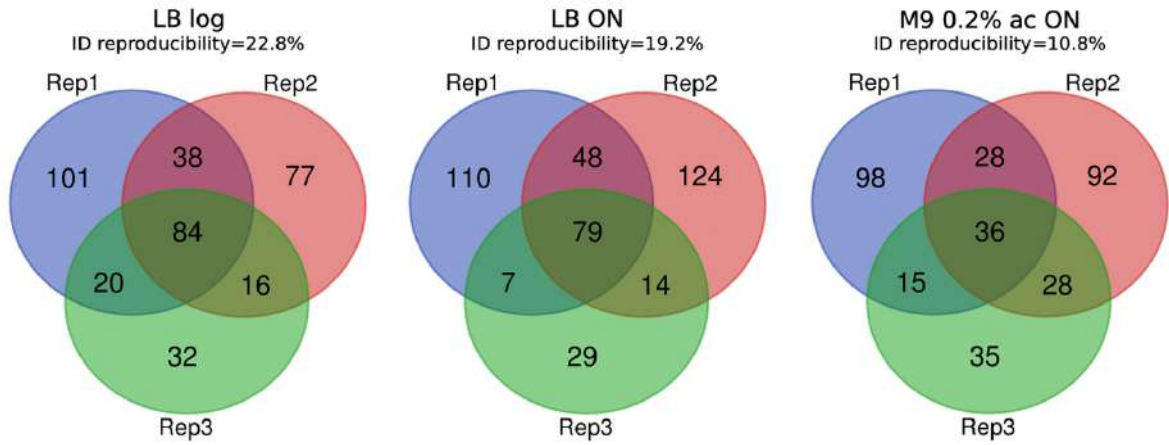 LB log
ID reproducibility=22.8%
Rep1
Rep2
101
38
77
84
20
16
32
Rep3
LB ON
ID reproducibility=19.2%
Rep1
Rep2
110
48
124
79
7
14
29
Rep3
M9 0.2% ac ON
ID reproducibility=10.8%
Rep1
Rep2
98
28
92
36
15
28
35
Rep3